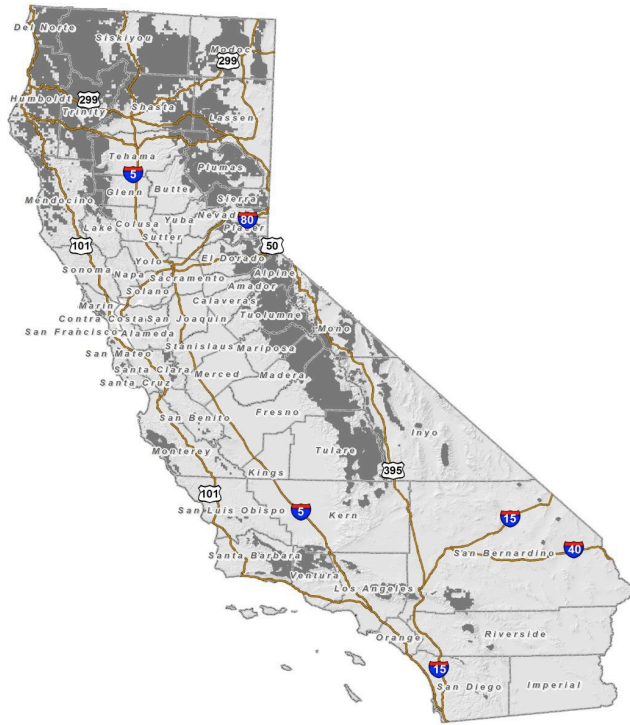 Del Norte
Siskiyou
Modoc
299
Humboldt
299
Trinity
Shasta
Lassen
Tehama
Plumas
5
Glenn
Butte
Sierra
Mendocino
Nevada
Lake
Colusa
Yuba
80
Placer
Sutter
101
50
Yolo
El Dorado
Sonoma
Napa
Sacramento
Alpine
Solano
Amador
Marin
Calaveras
Contra Costa
San Joaquin
Tuolumne
San Francisco
Alameda
Mono
Stanislaus
Mariposa
San Mateo
Santa Clara
Merced
Madera
Santa Cruz
San Benito
Fresno
Inyo
Monterey
Tulare
Kings
395
101
San Luis Obispo
5
Kern
15
Santa Barbara
San Bernardino
40
Ventura
Los Angeles
Orange
Riverside
15
San Diego
Imperial